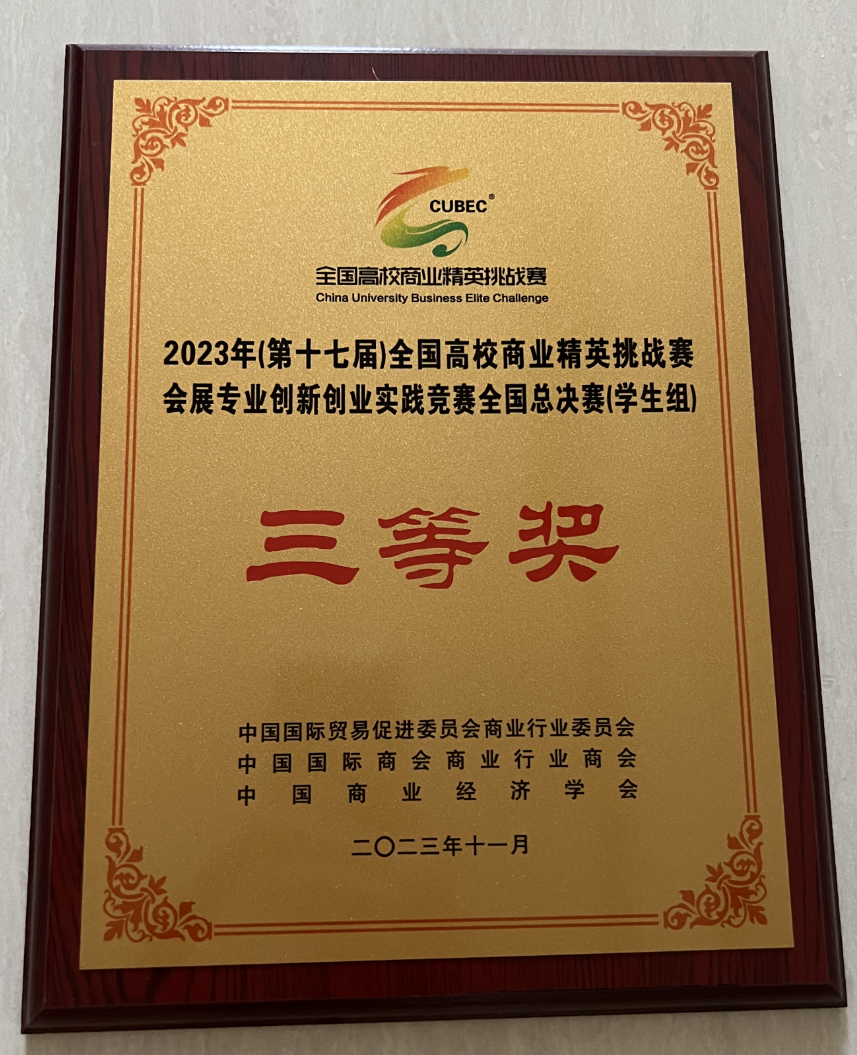 CUBEC®
全国高校商业精英挑战赛
China University Business Elite Challenge
2023年(第十七届)全国高校商业精英挑战赛
会展专业创新创业实践竞赛全国总决赛(学生组)
三等奖
中国国际贸易促进委员会商业行业委员会
中国国际商会商业行业商会
中国商业经济学会
二〇二三年十一月